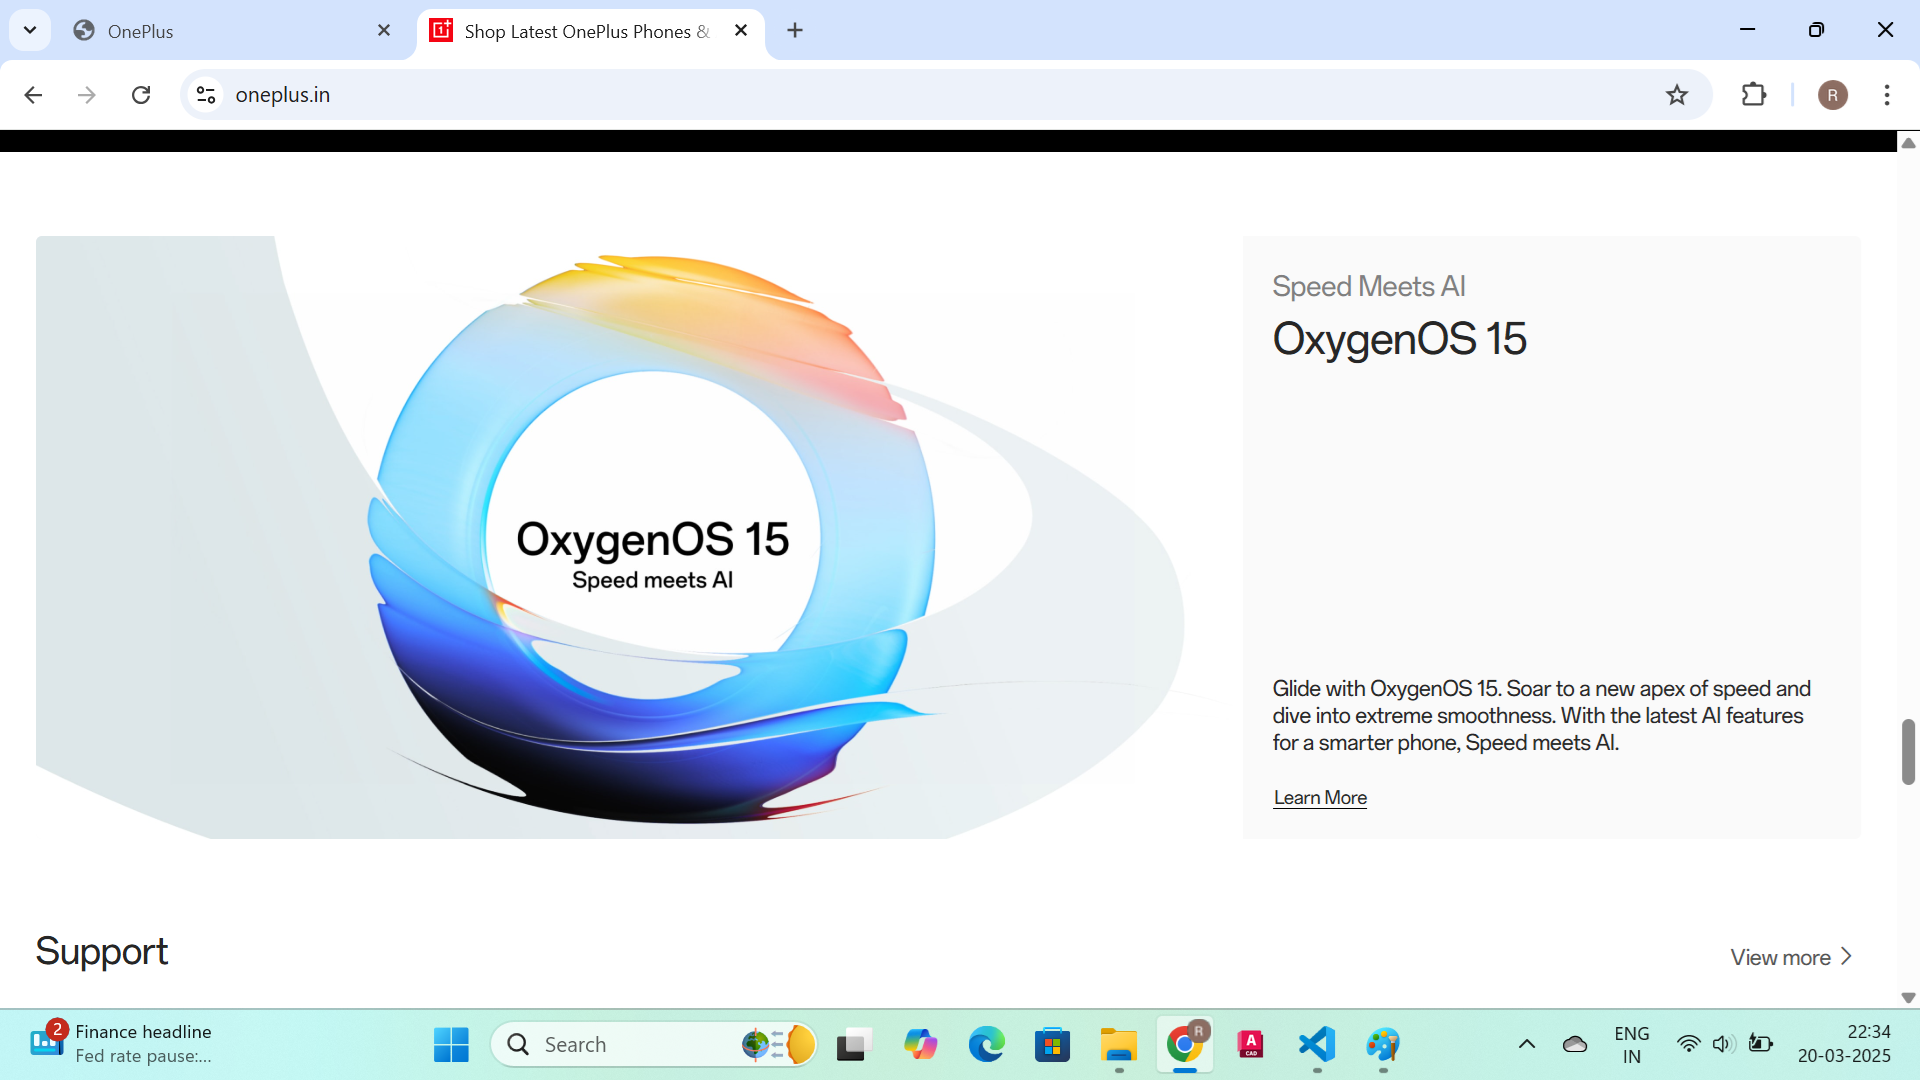 OnePlus
Shop Latest OnePlus Phones &
oneplus.in
R
OxygenOS 15
Speed meets AI
Speed Meets AI
OxygenOS 15
Glide with OxygenOS 15. Soar to a new apex of speed and
dive into extreme smoothness. With the latest AI features
for a smarter phone, Speed meets AI.
Learn More
Support
View more
2
Finance headline
Fed rate pause:...
Search
R
A
CAD
ENG
IN
22:34
20-03-2025